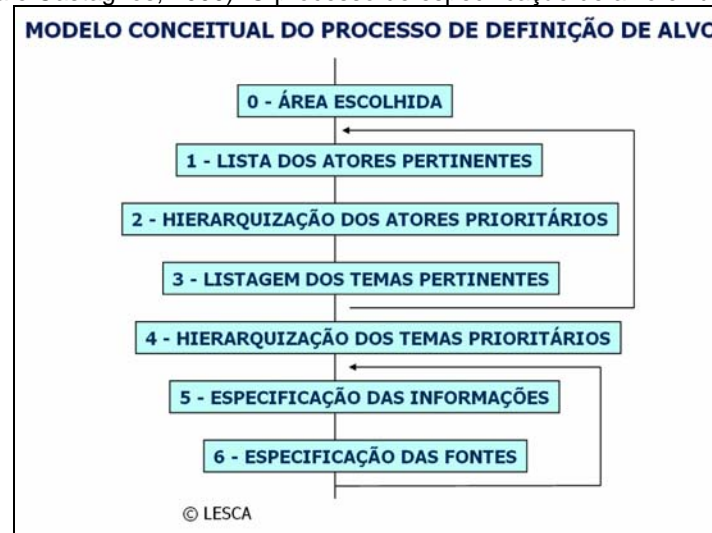 MODELO CONCEITUAL DO PROCESSO DE DEFINIÇÃO DE ALVO
0 - ÁREA ESCOLHIDA
1 - LISTA DOS ATORES PERTINENTES
2 - HIERARQUIZAÇÃO DOS ATORES PRIORITÁRIOS
3 - LISTAGEM DOS TEMAS PERTINENTES
4 - HIERARQUIZAÇÃO DOS TEMAS PRIORITÁRIOS
5 - ESPECIFICAÇÃO DAS INFORMAÇÕES
6 - ESPECIFICAÇÃO DAS FONTES
© LESCA